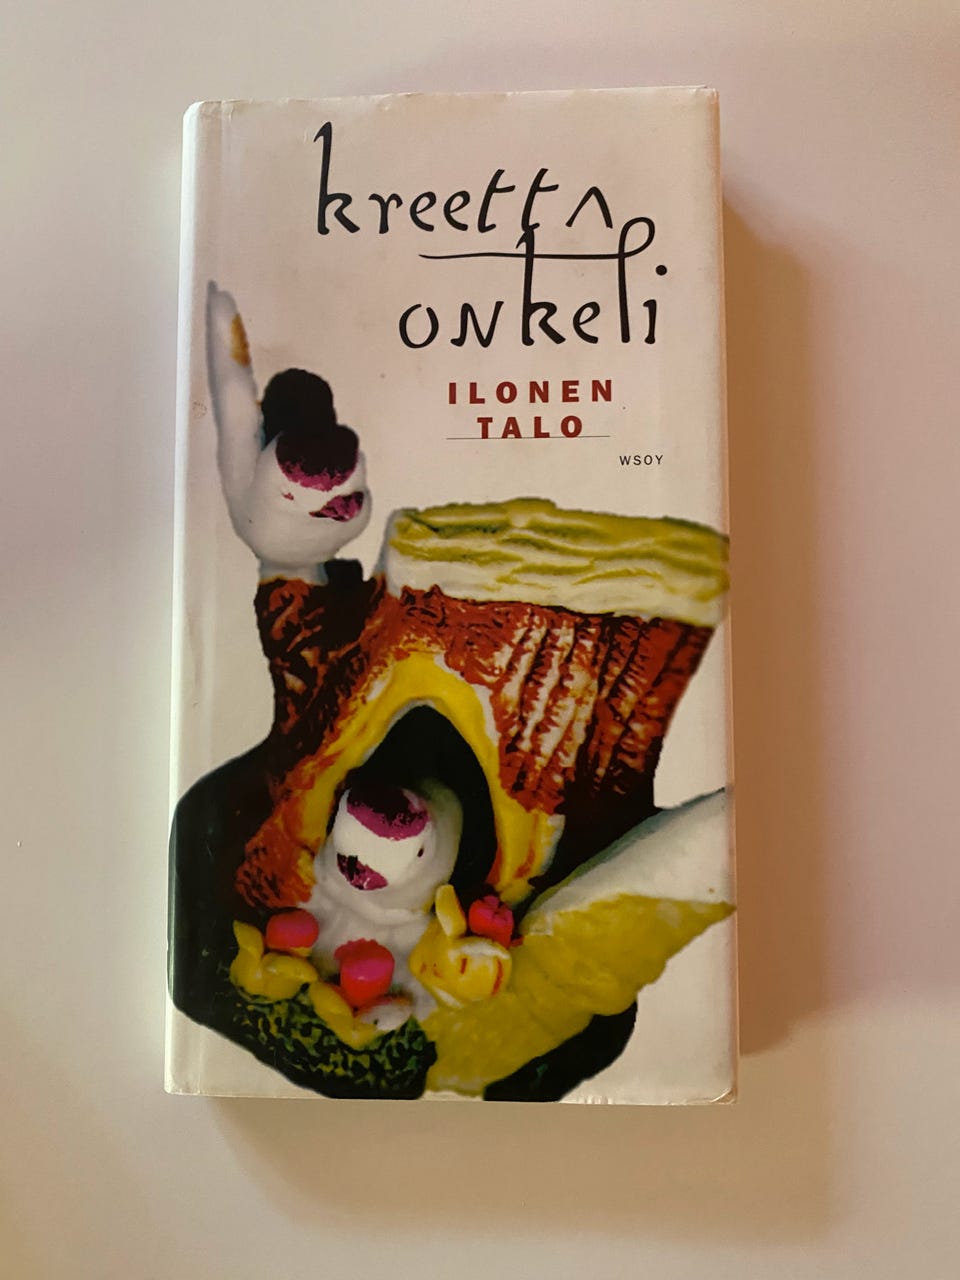 kreetta
onkeli
ILONEN
TALO
WSOY